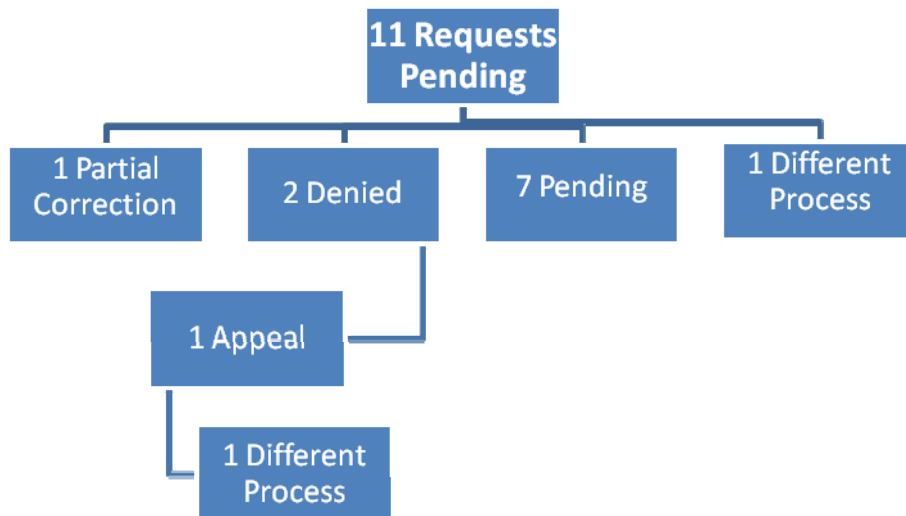 11 Requests
Pending
1 Partial
Correction
2 Denied
7 Pending
1 Different
Process
1 Appeal
1 Different
Process